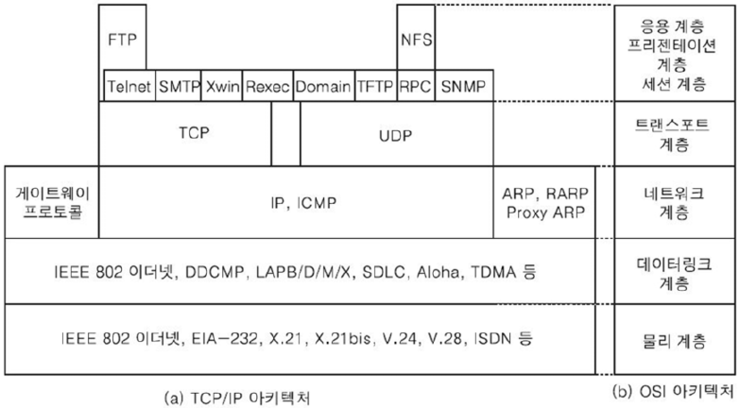 FTP
NFS
Telnet SMTP Xwin Rexec Domain TFTP RPC SNMP
TCP
UDP
게이트웨이
프로토콜
IP, ICMP
ARP, RARP
Proxy ARP
IEEE 802 이더넷, DDCMP, LAPB/D/M/X, SDLC, Aloha, TDMA 등
IEEE 802 이더넷, EIA-232, X.21, X.21bis, V.24, V.28, ISDN 등
(a) TCP/IP 아키텍처
응용 계층
프리젠테이션
계층
세션 계층
트랜스포트
계층
네트워크
계층
데이터링크
계층
물리 계층
(b) OSI 아키텍처